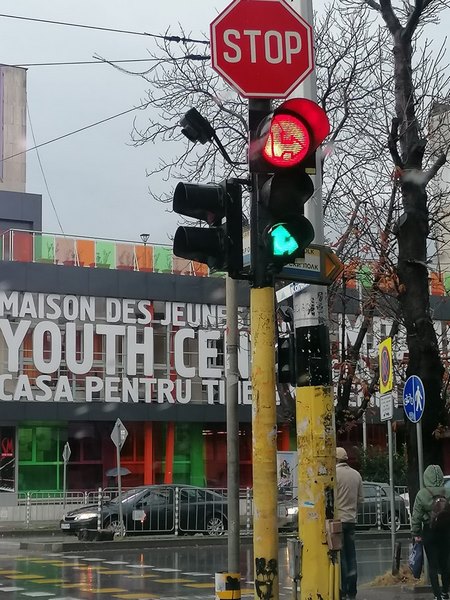 STOP
MAISON DES JEUNE
YOUTH CEN
CASA PENTRU TI